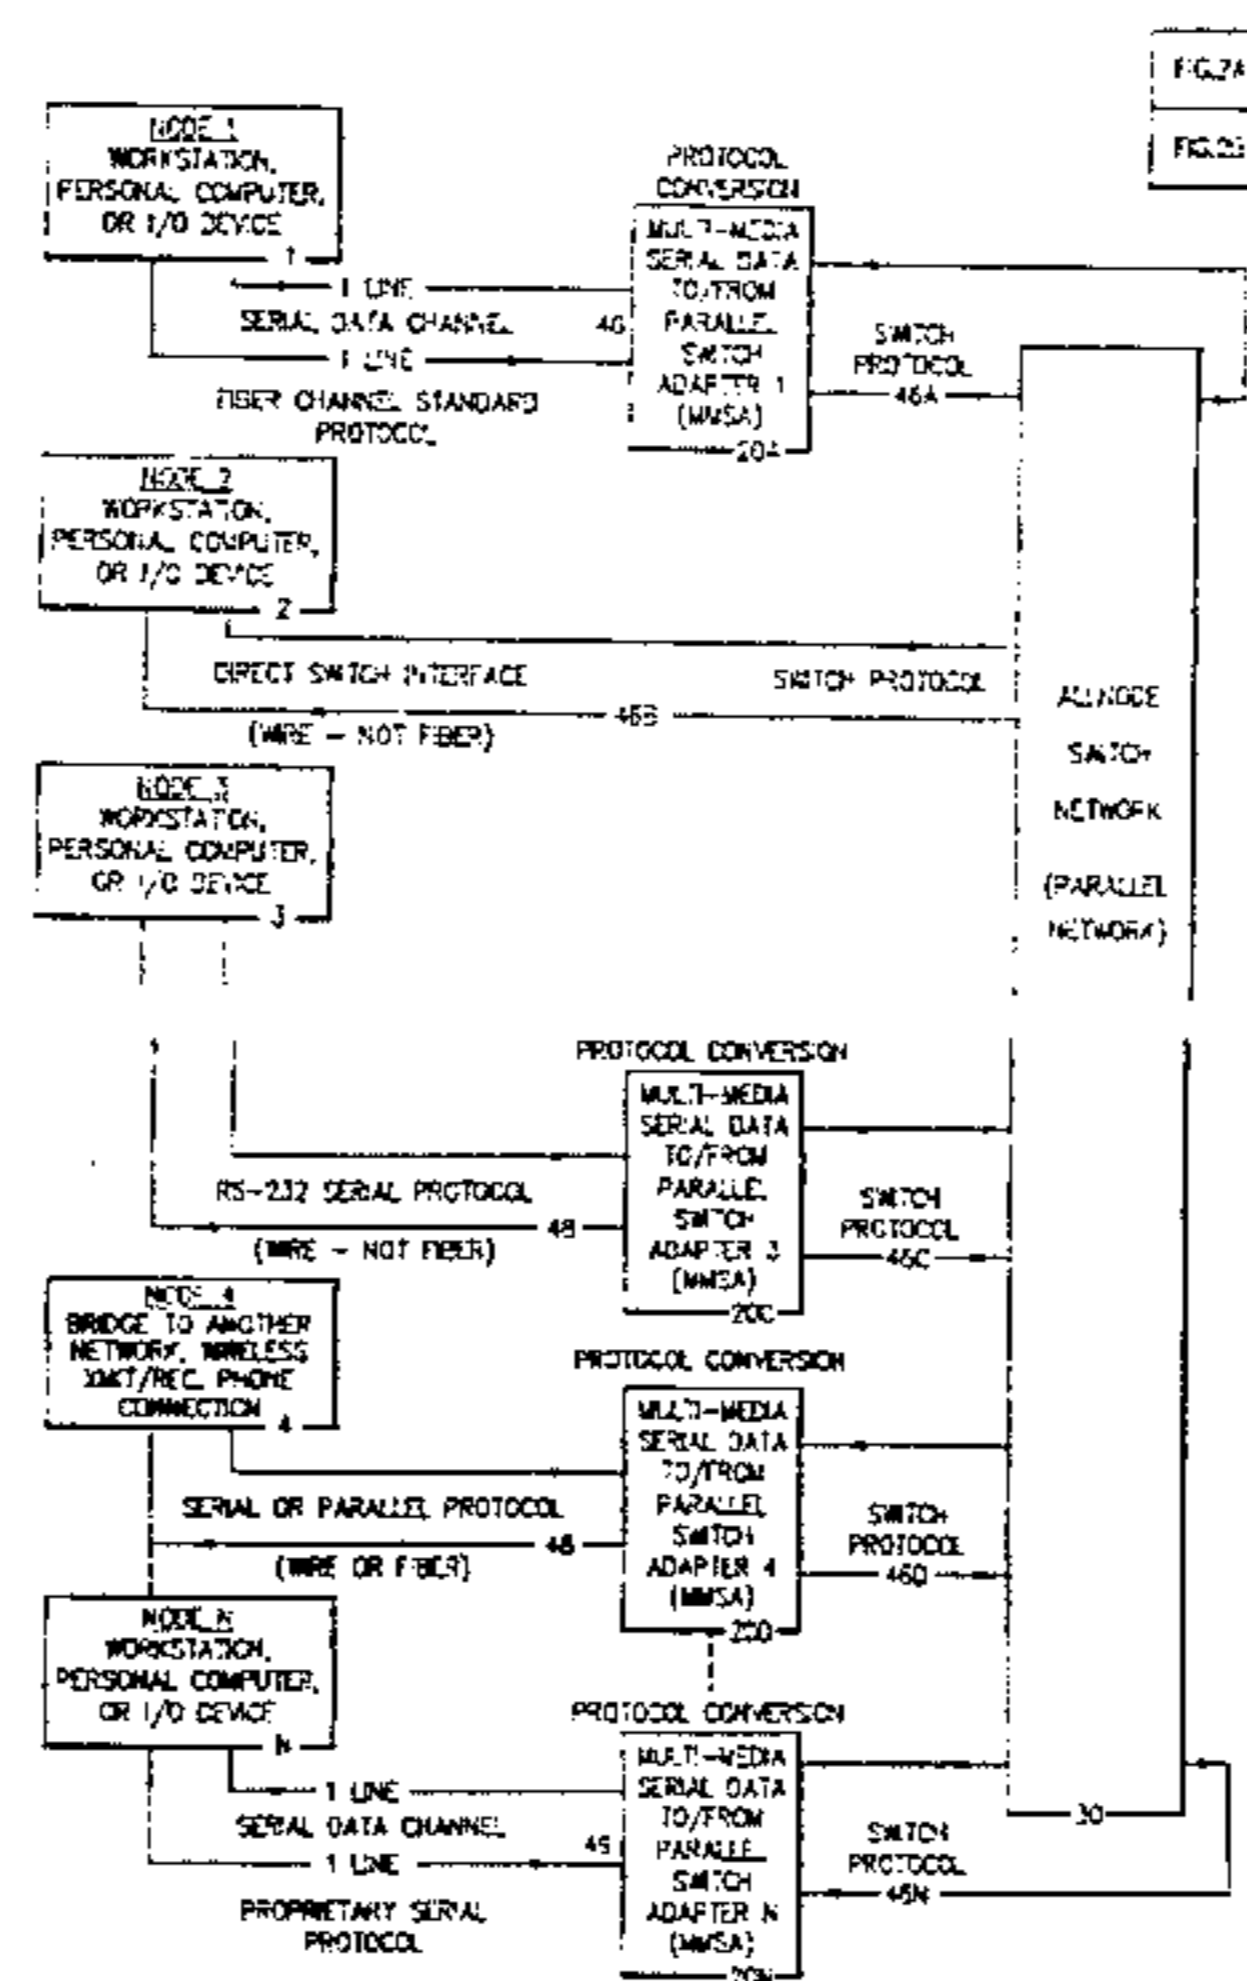 FIG.2A
NODE 1
WORKSTATION,
PERSONAL COMPUTER,
OR I/O DEVICE
1
PROTOCOL
CONVERSION
MULTI-MEDIA
SERIAL DATA
TO/FROM
PARALLEL
SWITCH
ADAPTER 1
(MMSA)
20A
1 LINE
SERIAL DATA CHANNEL
1 LINE
FIBER CHANNEL STANDARD
PROTOCOL
SWITCH
PROTOCOL
46A
NODE 2
WORKSTATION,
PERSONAL COMPUTER,
OR I/O DEVICE
2
DIRECT SWITCH INTERFACE
SWITCH PROTOCOL
46B
(WIRE - NOT FIBER)
ALLNODE
SWITCH
NETWORK
(PARALLEL
NETWORK)
NODE 3
WORKSTATION,
PERSONAL COMPUTER,
OR I/O DEVICE
3
PROTOCOL CONVERSION
MULTI-MEDIA
SERIAL DATA
TO/FROM
PARALLEL
SWITCH
ADAPTER 3
(MMSA)
20C
RS-232 SERIAL PROTOCOL
48
(WIRE - NOT FIBER)
SWITCH
PROTOCOL
46C
NODE 4
BRIDGE TO ANOTHER
NETWORK, WIRELESS
XMIT/REC, PHONE
CONNECTION
4
PROTOCOL CONVERSION
MULTI-MEDIA
SERIAL DATA
TO/FROM
PARALLEL
SWITCH
ADAPTER 4
(MMSA)
20D
SERIAL OR PARALLEL PROTOCOL
(WIRE OR FIBER)
SWITCH
PROTOCOL
46D
NODE N
WORKSTATION,
PERSONAL COMPUTER,
OR I/O DEVICE
N
PROTOCOL CONVERSION
MULTI-MEDIA
SERIAL DATA
TO/FROM
PARALLEL
SWITCH
ADAPTER N
(MMSA)
20N
1 LINE
SERIAL DATA CHANNEL
1 LINE
PROPRIETARY SERIAL
PROTOCOL
SWITCH
PROTOCOL
46N
30